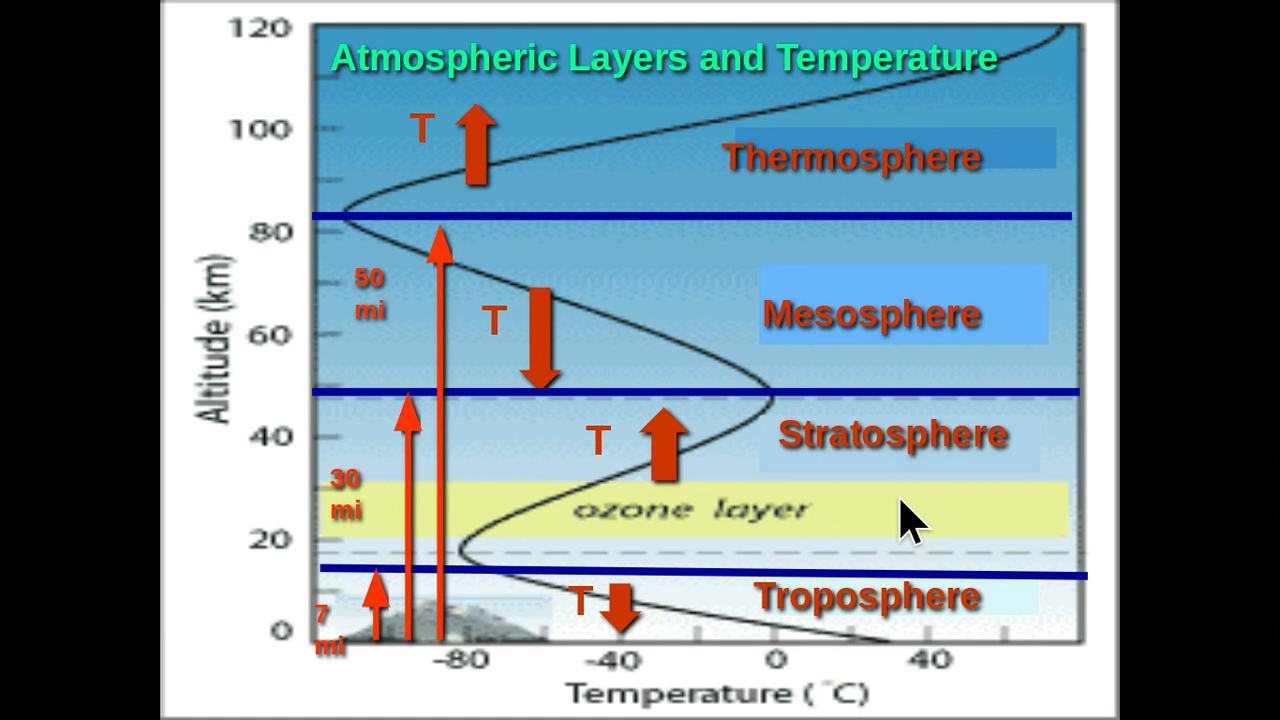 Atmospheric Layers and Temperature
120
100
80
60
40
20
0
Altitude (km)
T
Thermosphere
50
mi
T
Mesosphere
T
Stratosphere
30
mi
ozone layer
T
Troposphere
7
mi
-80 -40 0 40
Temperature (°C)